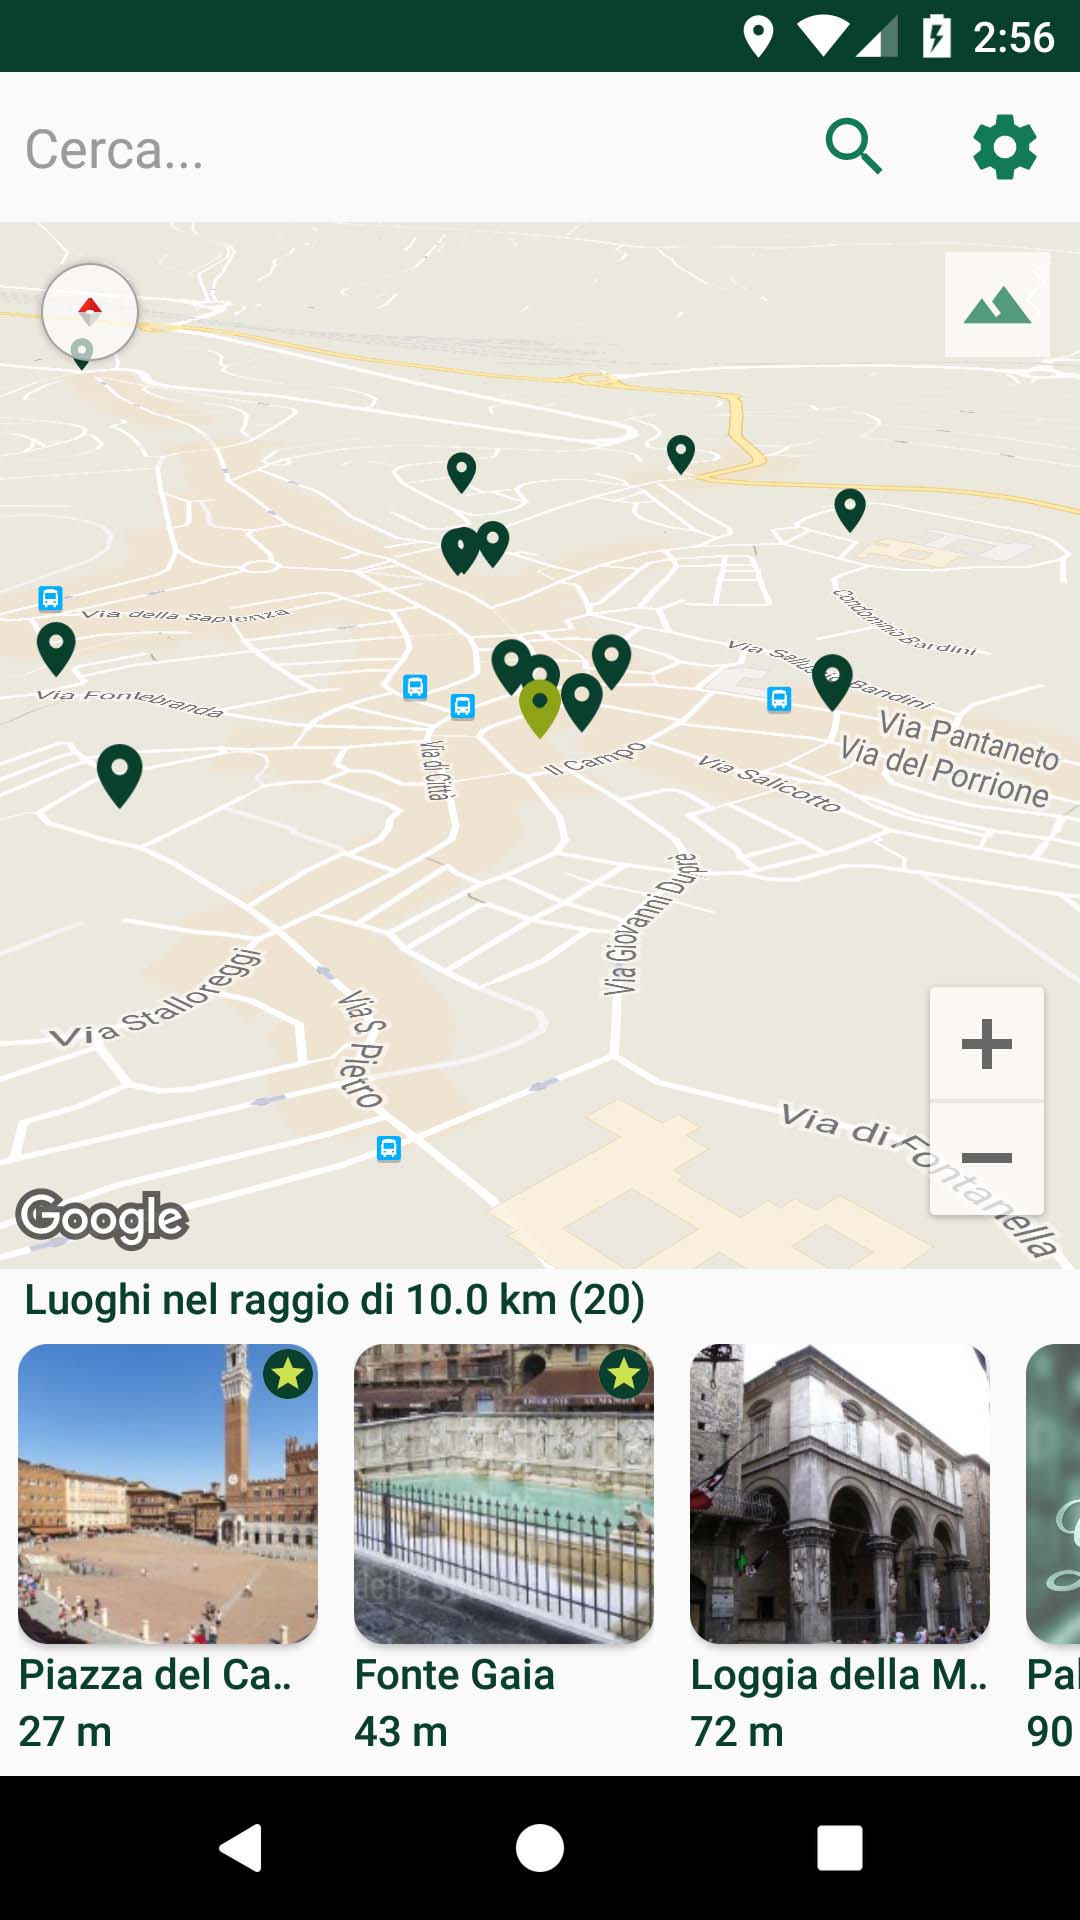 2:56
Cerca...
Condominio Bardini
Via della Sapienza
Via Sallustio Bandini
Via Fontebranda
Via Pantaneto
Via di Città
Il Campo
Via Salicotto
Via del Porrione
Via Giovanni Duprè
Via Stalloreggi
Via S. Pietro
Via di Fontanella
Google
Luoghi nel raggio di 10.0 km (20)
Piazza del Ca..
Fonte Gaia
Loggia della M..
Pal
27 m
43 m
72 m
90